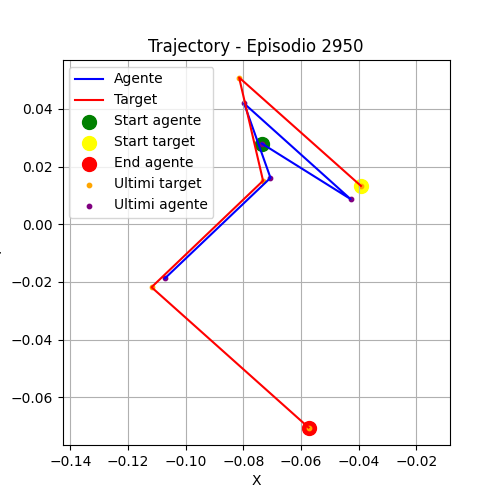 Trajectory - Episodio 2950
Agente
Target
Start agente
Start target
End agente
Ultimi target
Ultimi agente
0.04
0.02
0.00
−0.02
−0.04
−0.06
−0.14 −0.12 −0.10 −0.08 −0.06 −0.04 −0.02
X